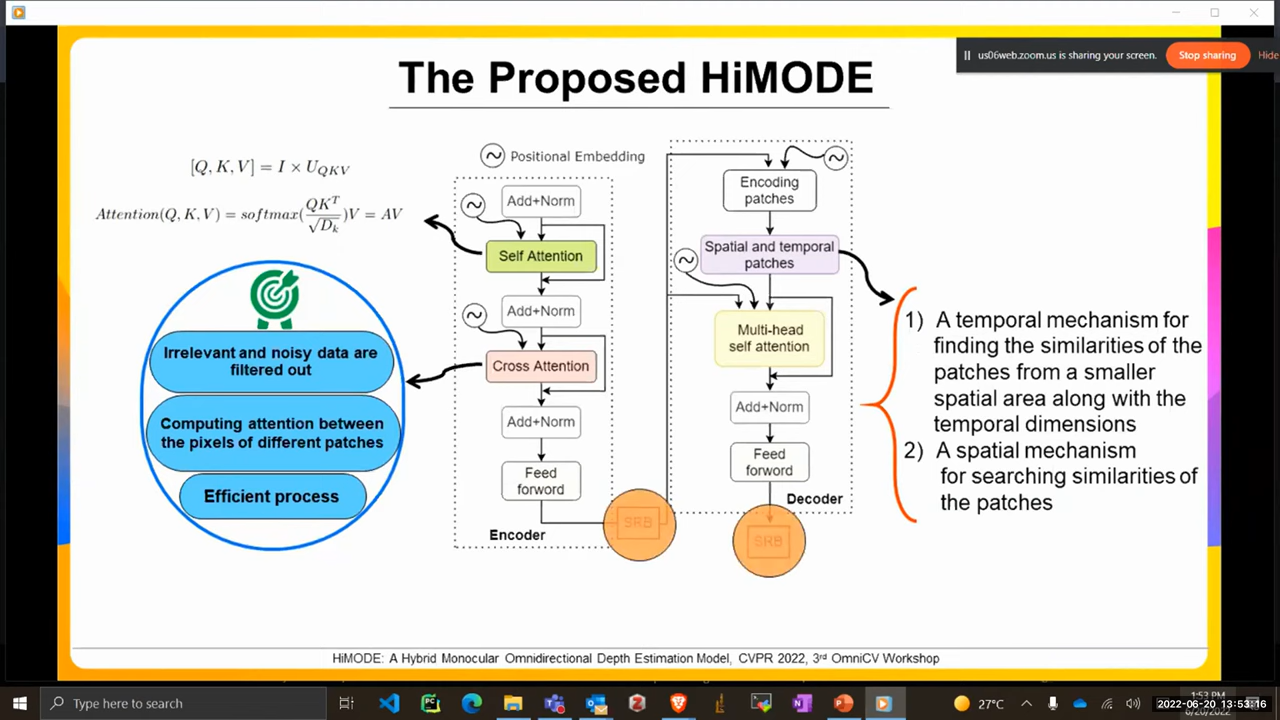 us06web.zoom.us is sharing your screen.
Stop sharing
Hide
The Proposed HiMODE
[Q, K, V] = I × U_QKV
Attention(Q, K, V) = softmax(QK^T/√D_k)V = AV
Irrelevant and noisy data are
filtered out
Computing attention between
the pixels of different patches
Efficient process
Positional Embedding
Add+Norm
Self Attention
Add+Norm
Cross Attention
Add+Norm
Feed
forward
Encoder
SRB
Encoding
patches
Spatial and temporal
patches
Multi-head
self attention
Add+Norm
Feed
forward
Decoder
SRB
1) A temporal mechanism for
finding the similarities of the
patches from a smaller
spatial area along with the
temporal dimensions
2) A spatial mechanism
for searching similarities of
the patches
HiMODE: A Hybrid Monocular Omnidirectional Depth Estimation Model, CVPR 2022, 3rd OmniCV Workshop
Type here to search
27°C
1:53 PM
2022-06-20 13:53:16